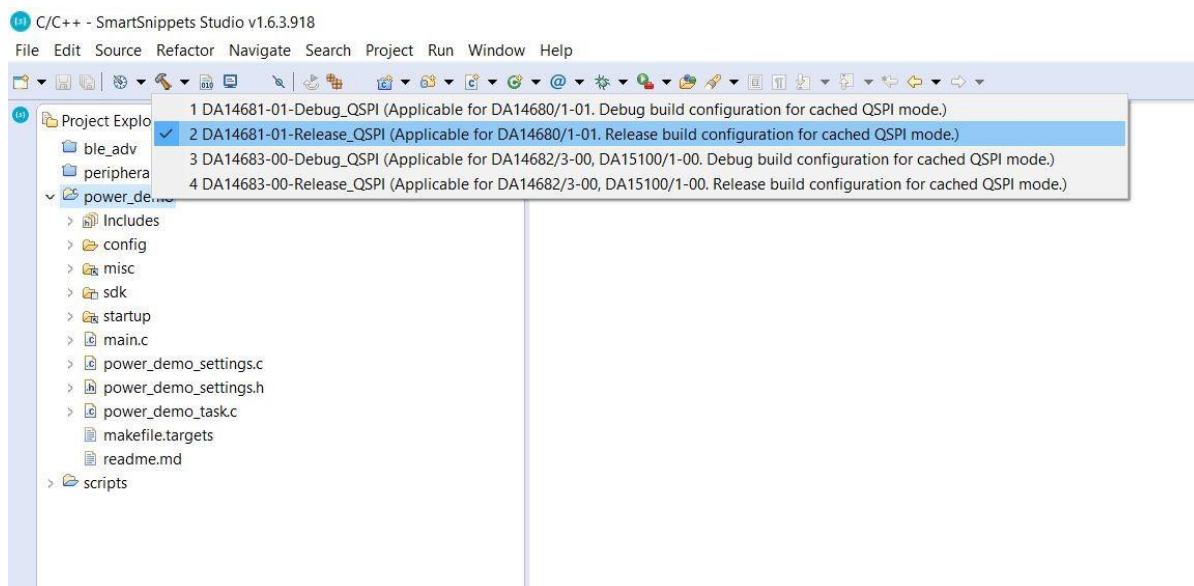 C/C++ - SmartSnippets Studio v1.6.3.918
File Edit Source Refactor Navigate Search Project Run Window Help
1 DA14681-01-Debug_QSPI (Applicable for DA14680/1-01. Debug build configuration for cached QSPI mode.)
Project Explo
2 DA14681-01-Release_QSPI (Applicable for DA14680/1-01. Release build configuration for cached QSPI mode.)
ble_adv
3 DA14683-00-Debug_QSPI (Applicable for DA14682/3-00, DA15100/1-00. Debug build configuration for cached QSPI mode.)
periphera
4 DA14683-00-Release_QSPI (Applicable for DA14682/3-00, DA15100/1-00. Release build configuration for cached QSPI mode.)
power_demo
Includes
config
misc
sdk
startup
main.c
power_demo_settings.c
power_demo_settings.h
power_demo_task.c
makefile.targets
readme.md
scripts